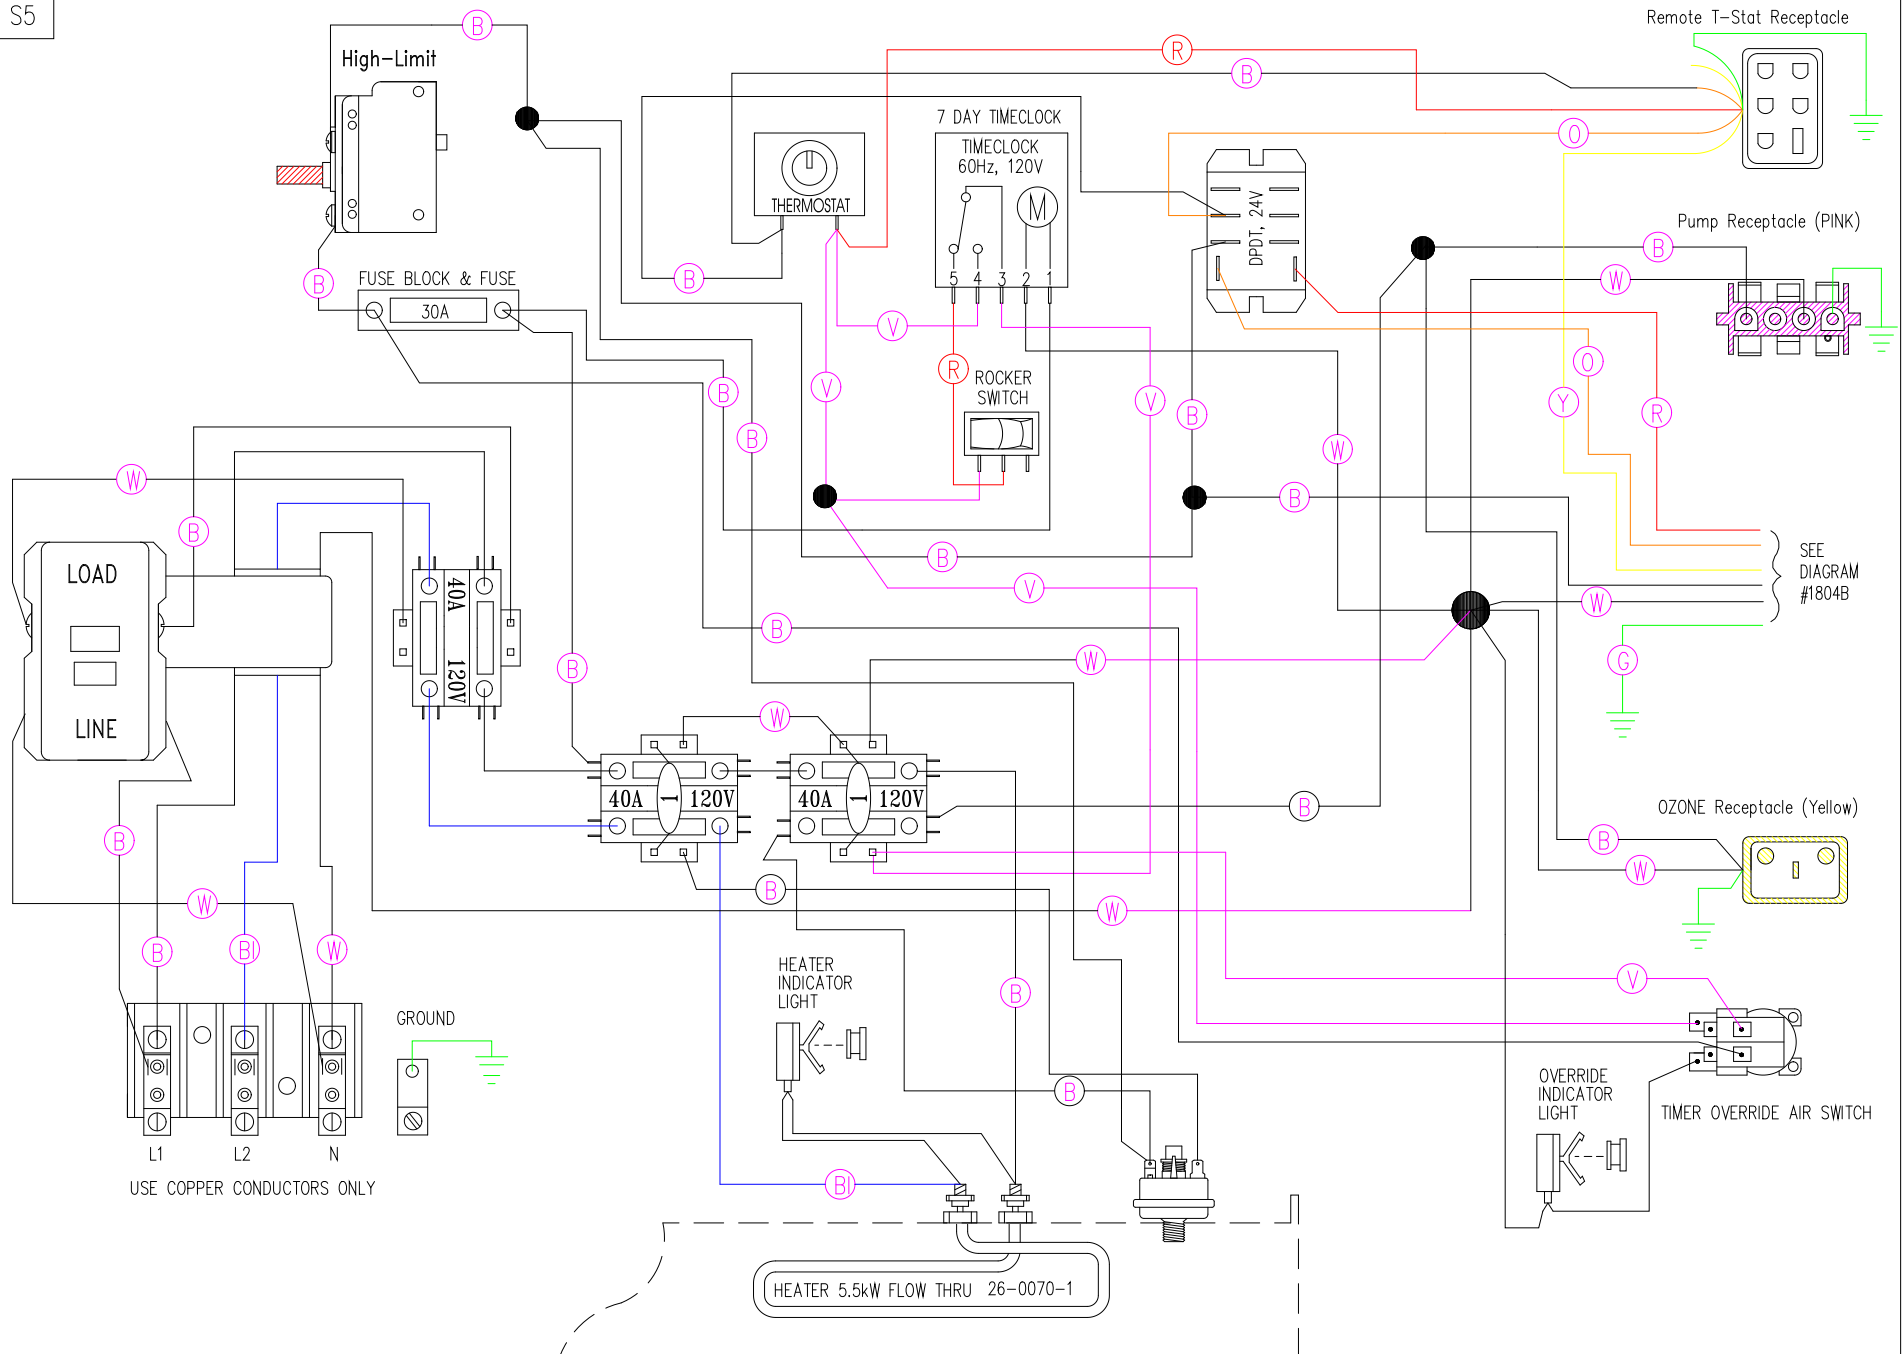 S5
Remote T-Stat Receptacle
B
High-Limit
R
B
7 DAY TIMECLOCK
TIMECLOCK
60Hz, 120V
O
M
THERMOSTAT
DPDT, 24V
Pump Receptacle (PINK)
B
B
B
W
FUSE BLOCK & FUSE
30A
5 4 3 2 1
V
O
R
ROCKER
SWITCH
V
B
V
B
Y
R
B
W
W
B
B
B
B
LOAD
40A
120V
LINE
SEE
DIAGRAM
#1804B
V
W
B
B
W
G
W
40A 1 120V
40A 1 120V
B
OZONE Receptacle (Yellow)
B
B
W
B
W
W
B
Bl
W
HEATER
INDICATOR
LIGHT
B
V
GROUND
B
OVERRIDE
INDICATOR
LIGHT
TIMER OVERRIDE AIR SWITCH
L1 L2 N
Bl
USE COPPER CONDUCTORS ONLY
HEATER 5.5kW FLOW THRU 26-0070-1